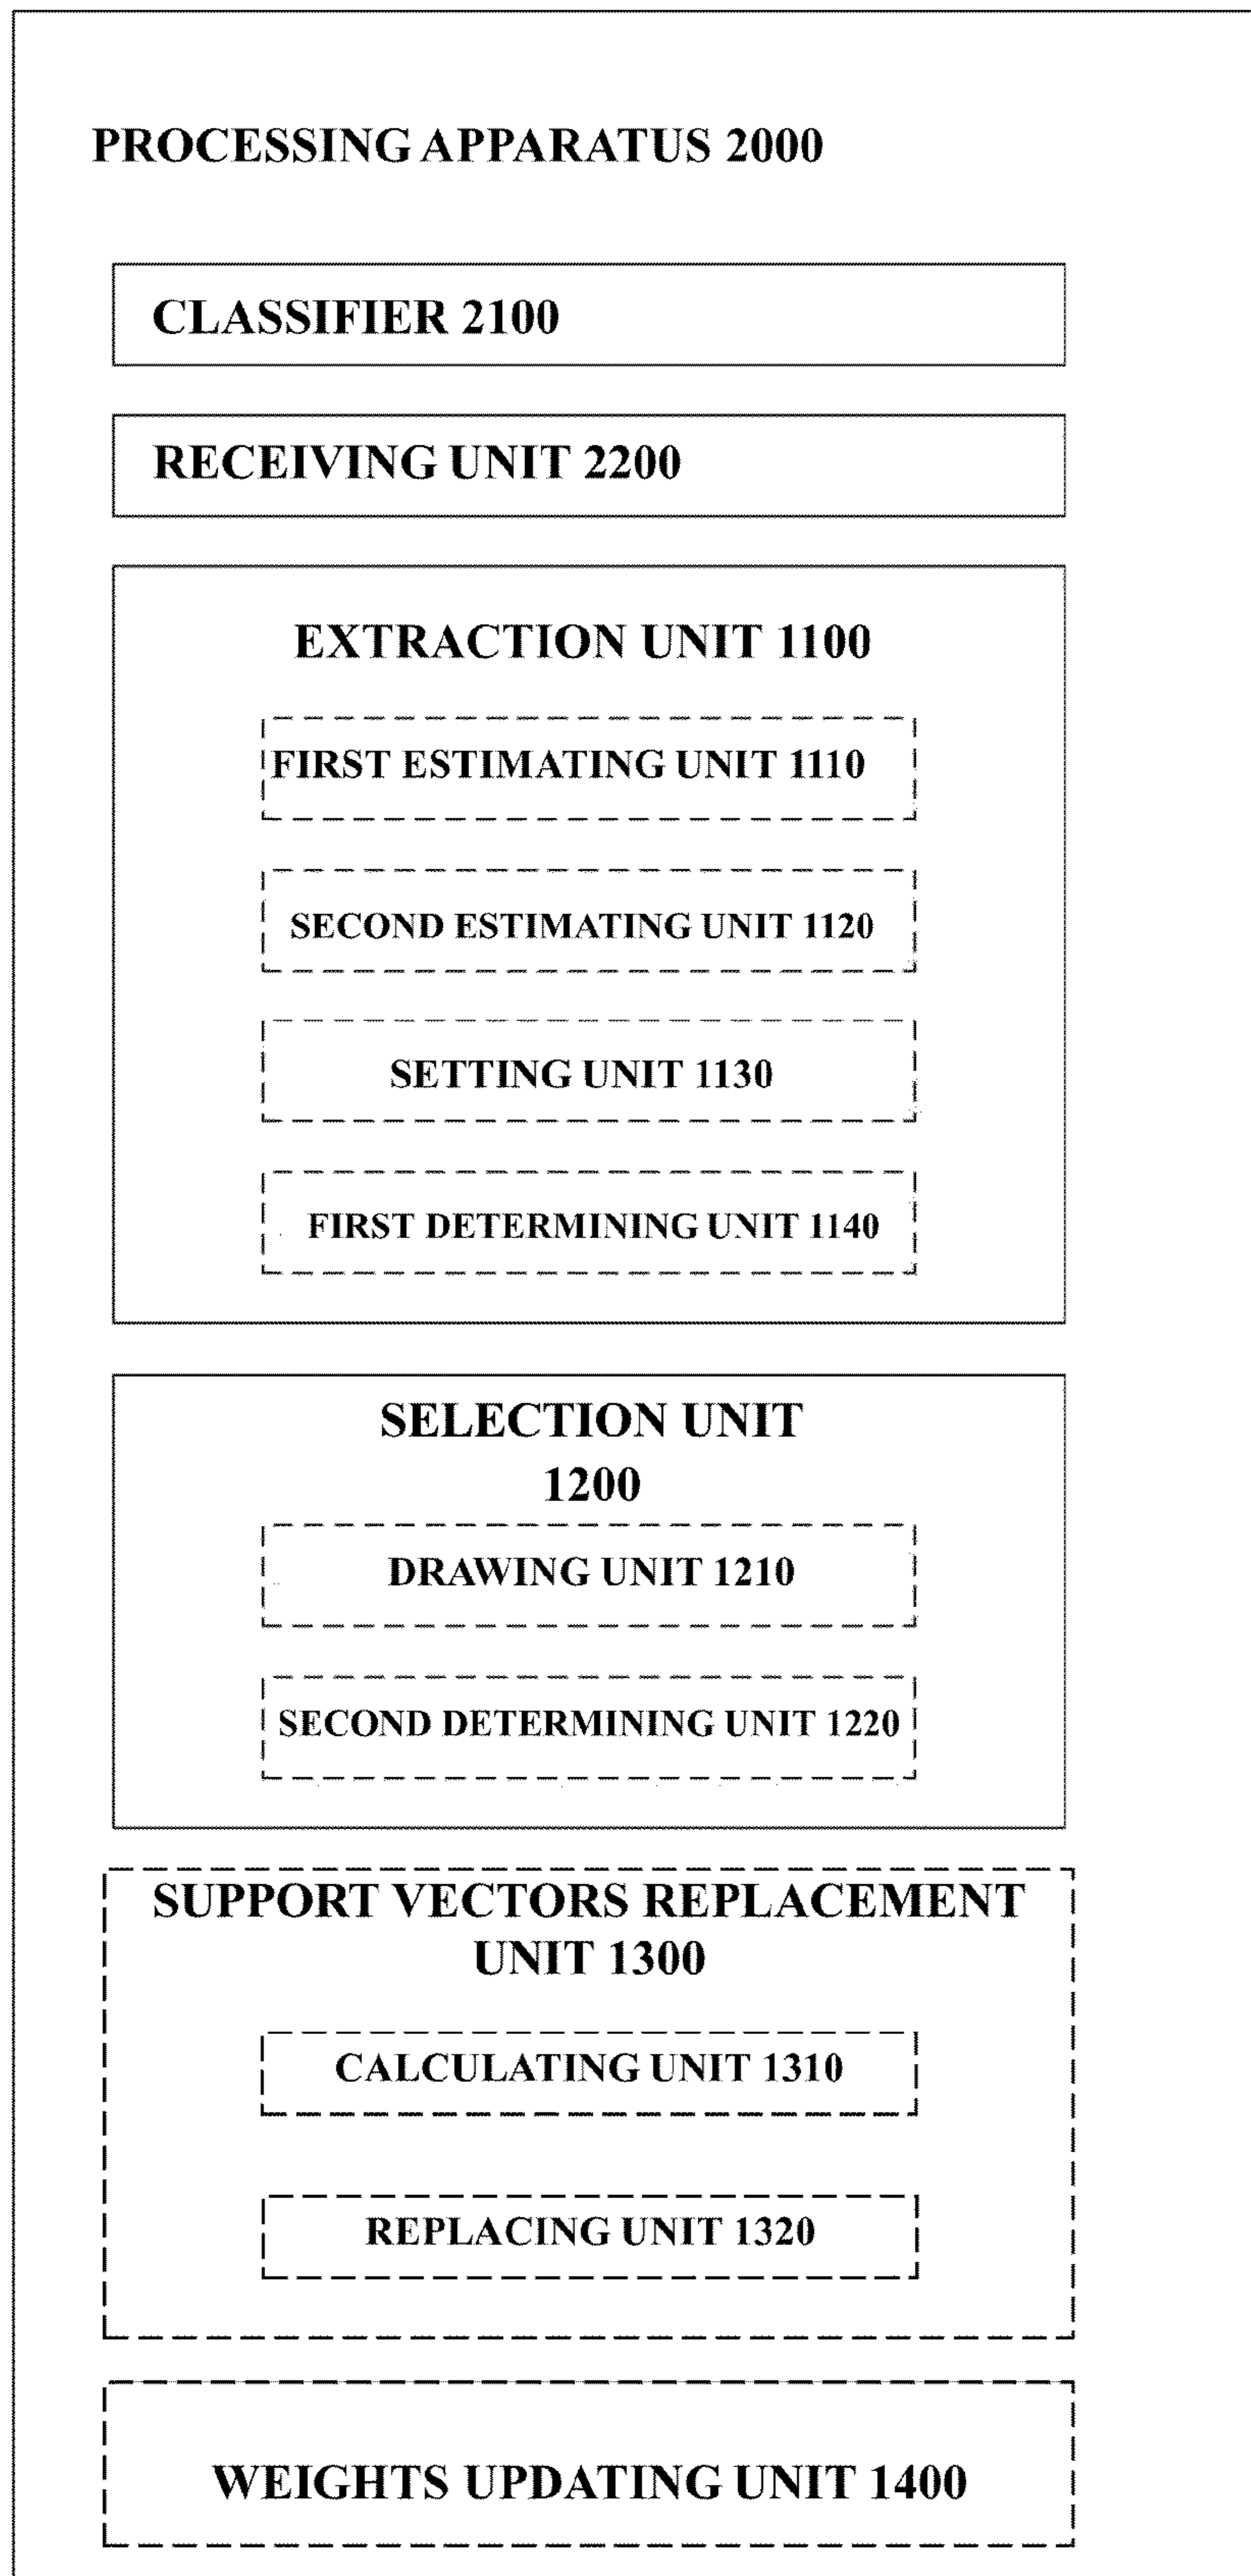 PROCESSING APPARATUS 2000
CLASSIFIER 2100
RECEIVING UNIT 2200
EXTRACTION UNIT 1100
FIRST ESTIMATING UNIT 1110
SECOND ESTIMATING UNIT 1120
SETTING UNIT 1130
FIRST DETERMINING UNIT 1140
SELECTION UNIT
1200
DRAWING UNIT 1210
SECOND DETERMINING UNIT 1220
SUPPORT VECTORS REPLACEMENT
UNIT 1300
CALCULATING UNIT 1310
REPLACING UNIT 1320
WEIGHTS UPDATING UNIT 1400